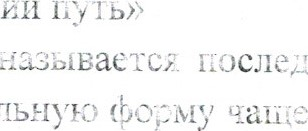 ий путь»
называется послед
льную форму чаще